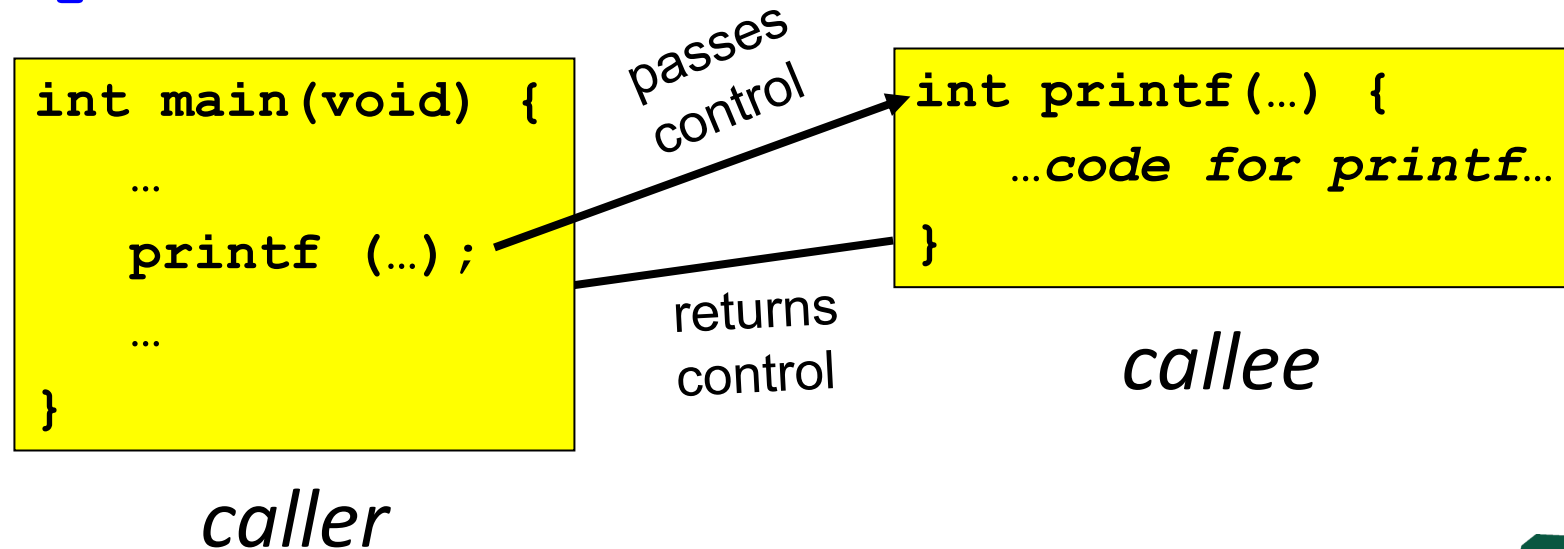 int main(void) {
…
printf (…);
…
}
caller
passes
control
returns
control
int printf(…) {
…code for printf…
}
callee